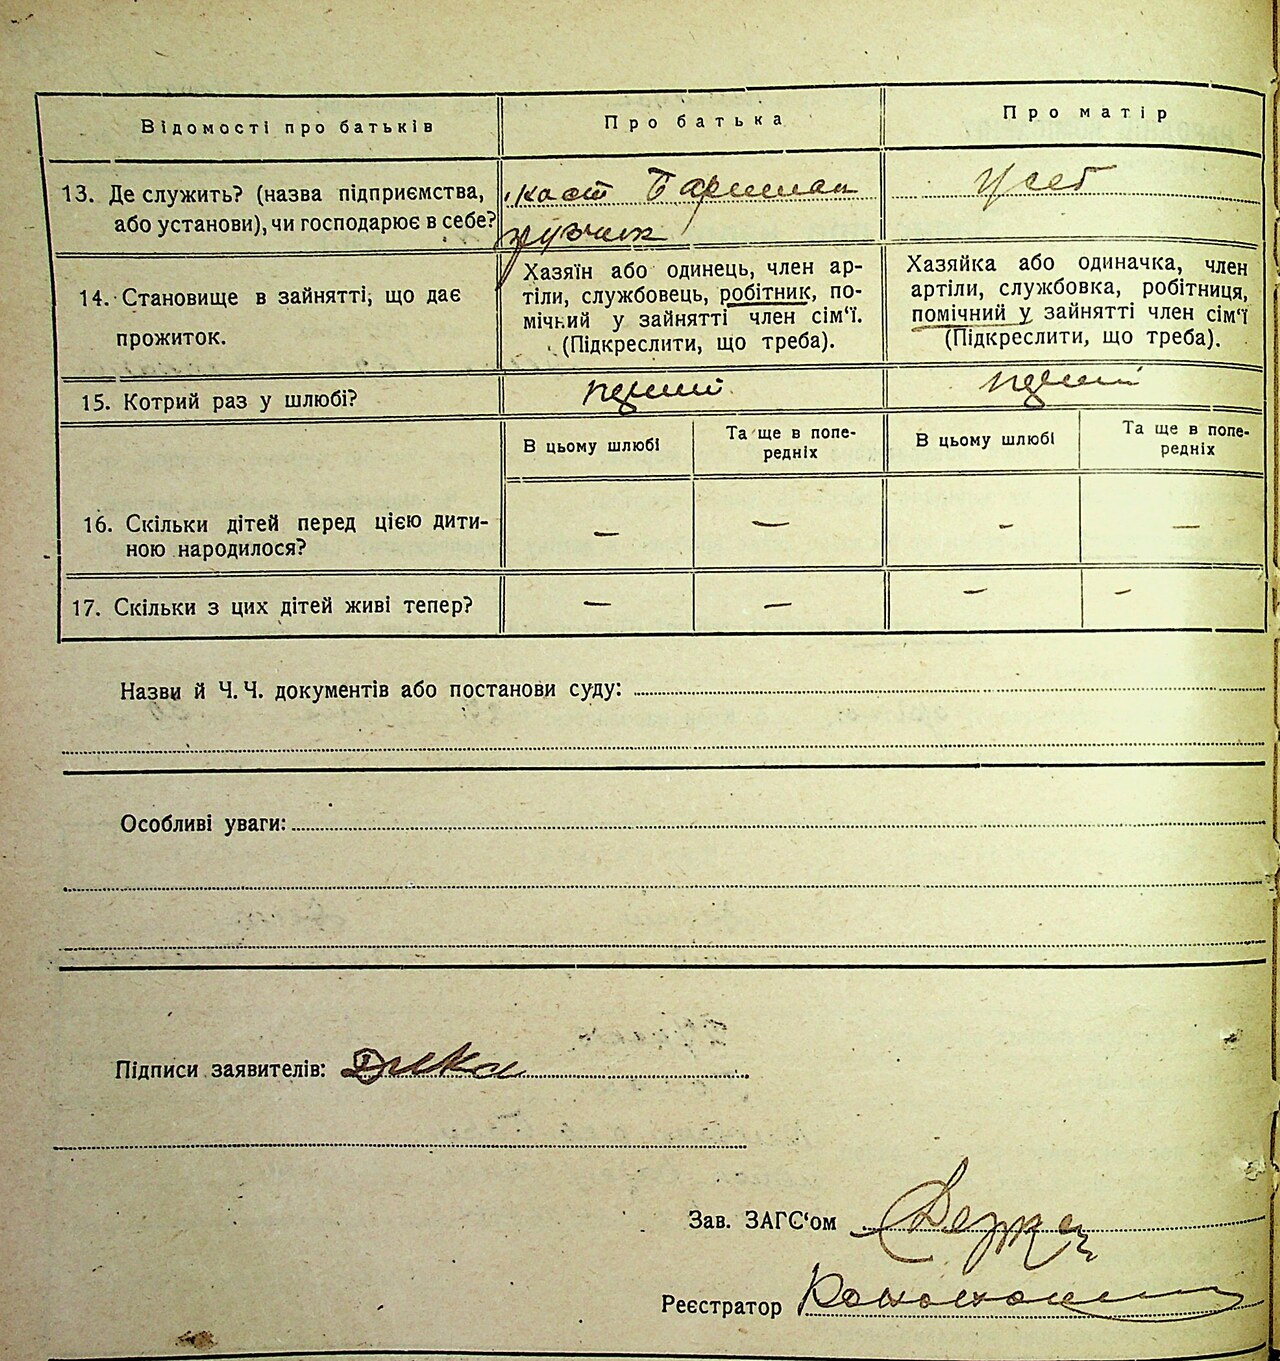 Відомості про батьків
Про батька
Про матір
13. Де служить? (назва підприємства,
або установи), чи господарює в себе?
у себе
14. Становище в зайнятті, що дає
прожиток.
Хазяїн або одинець, член ар-
тіли, службовець, робітник, по-
мічний у зайнятті член сім'ї.
(Підкреслити, що треба).
Хазяйка або одиначка, член
артіли, службовка, робітниця,
помічний у зайнятті член сім'ї
(Підкреслити, що треба).
15. Котрий раз у шлюбі?
В цьому шлюбі
Та ще в попе-
редніх
В цьому шлюбі
Та ще в попе-
редніх
16. Скільки дітей перед цією дити-
ною народилося?
— — - —
17. Скільки з цих дітей живі тепер?
— — — -
Назви й Ч.Ч. документів або постанови суду:
Особливі уваги:
Підписи заявителів:
Зав. ЗАГС'ом
Реєстратор